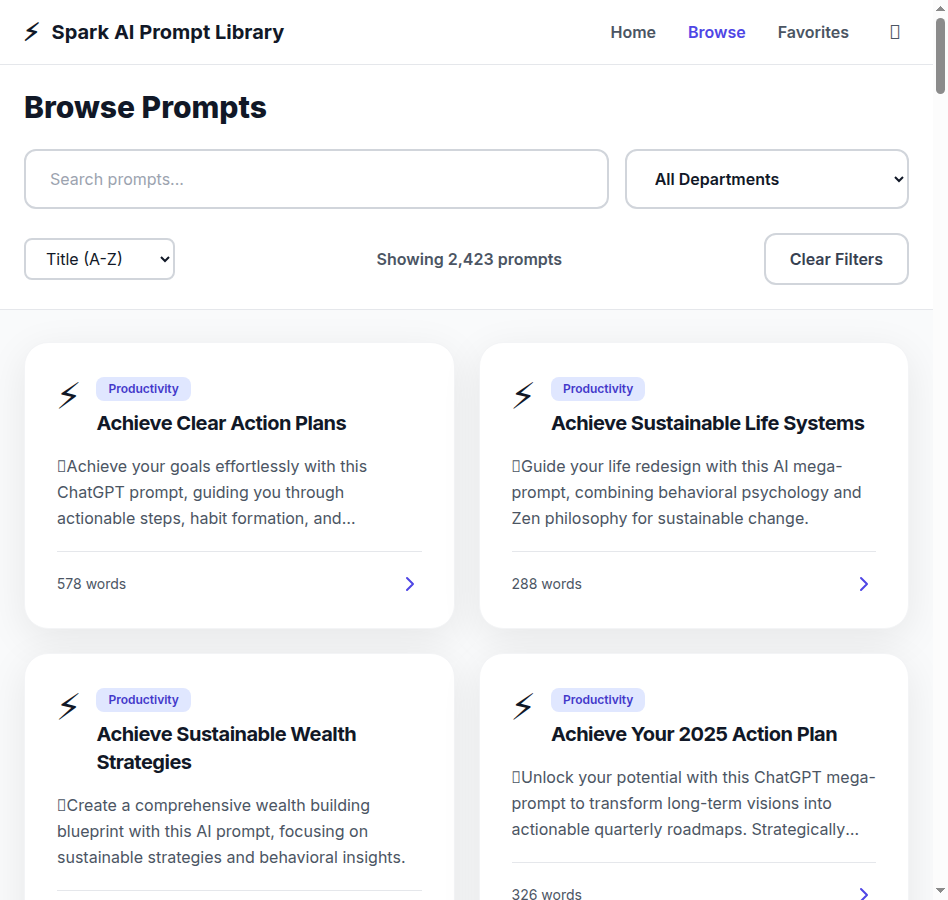 ⚡ Spark AI Prompt Library
Home Browse Favorites
Browse Prompts
Search prompts...
All Departments
Title (A-Z)
Showing 2,423 prompts
Clear Filters
Productivity
Achieve Clear Action Plans
Achieve your goals effortlessly with this
ChatGPT prompt, guiding you through
actionable steps, habit formation, and...
578 words
Productivity
Achieve Sustainable Life Systems
Guide your life redesign with this AI mega-
prompt, combining behavioral psychology and
Zen philosophy for sustainable change.
288 words
Productivity
Achieve Sustainable Wealth
Strategies
Create a comprehensive wealth building
blueprint with this AI prompt, focusing on
sustainable strategies and behavioral insights.
Productivity
Achieve Your 2025 Action Plan
Unlock your potential with this ChatGPT mega-
prompt to transform long-term visions into
actionable quarterly roadmaps. Strategically...
326 words